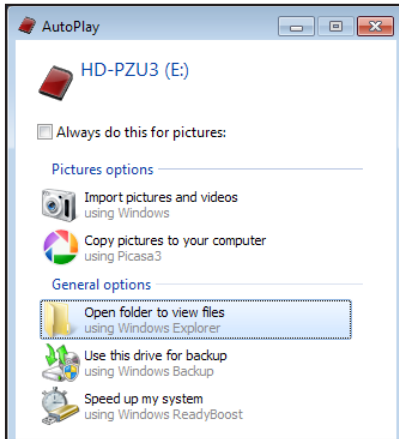 AutoPlay
HD-PZU3 (E:)
Always do this for pictures:
Pictures options
Import pictures and videos
using Windows
Copy pictures to your computer
using Picasa3
General options
Open folder to view files
using Windows Explorer
Use this drive for backup
using Windows Backup
Speed up my system
using Windows ReadyBoost